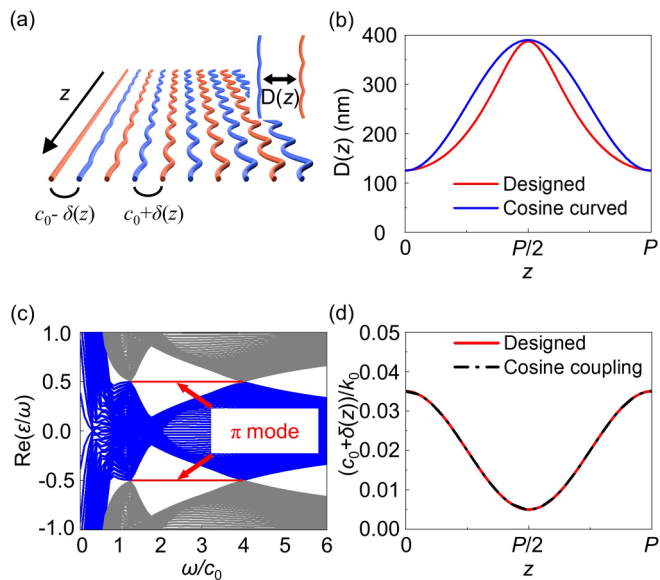 (a)
z
D(z)
c₀- δ(z)
c₀+δ(z)
(b)
D(z) (nm)
400
300
200
100
0
Designed
Cosine curved
0
P/2
P
z
(c)
Re(ε/ω)
1.0
0.5
0.0
-0.5
-1.0
π mode
0
1
2
3
4
5
6
ω/c₀
(d)
(c₀+δ(z))/k₀
0.05
0.04
0.03
0.02
0.01
0.00
Designed
Cosine coupling
0
P/2
P
z